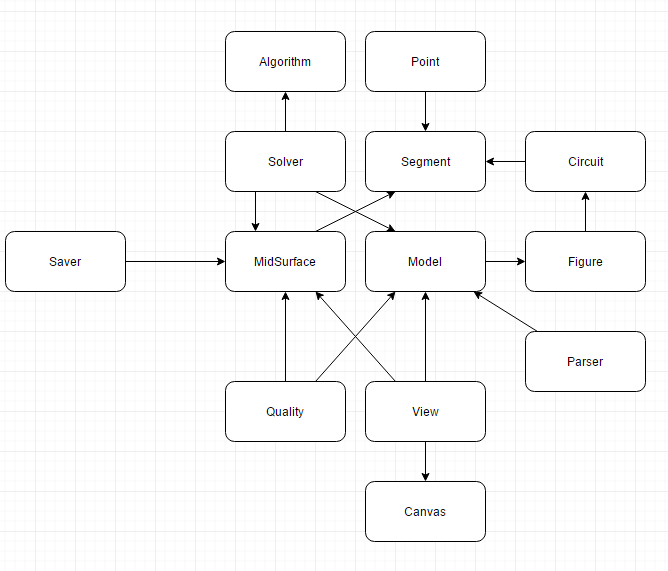 Algorithm
Point
Solver
Segment
Circuit
Saver
MidSurface
Model
Figure
Parser
Quality
View
Canvas